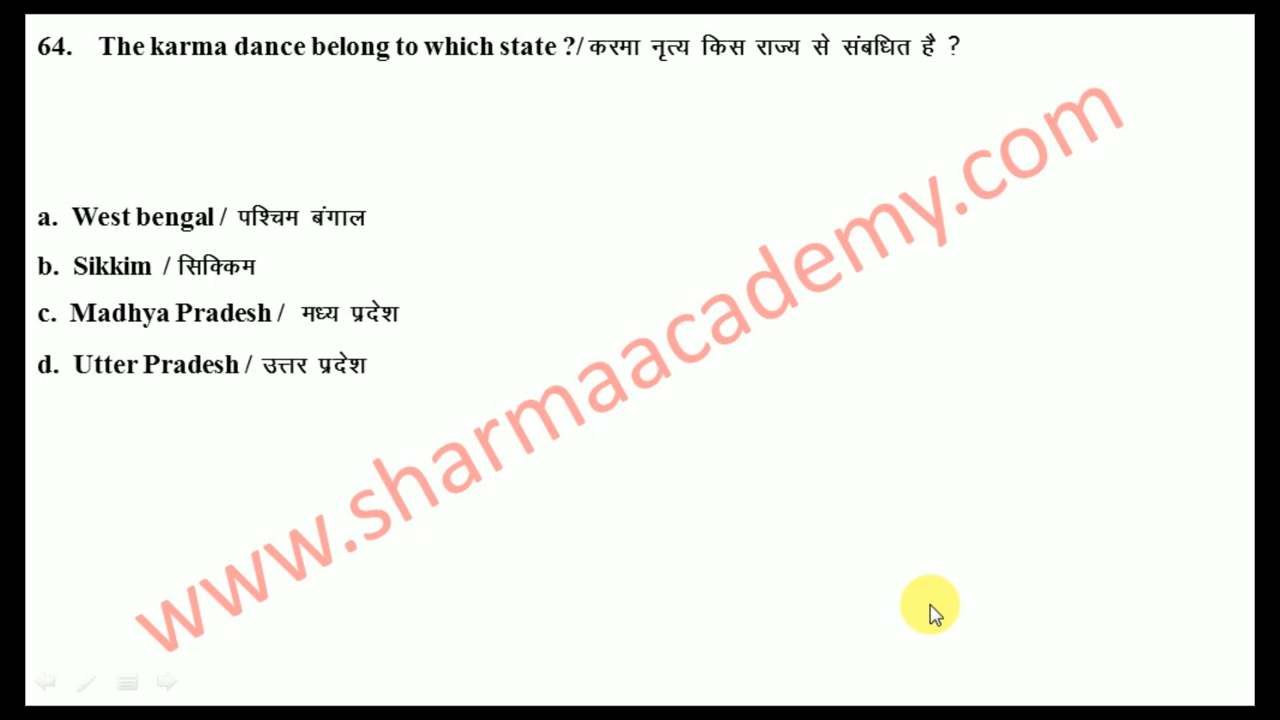 64. The karma dance belong to which state ?/ करमा नृत्य किस राज्य से संबधित है ?
a. West bengal / पश्चिम बंगाल
b. Sikkim / सिक्किम
c. Madhya Pradesh / मध्य प्रदेश
d. Utter Pradesh / उत्तर प्रदेश
www.sharmaacademy.com